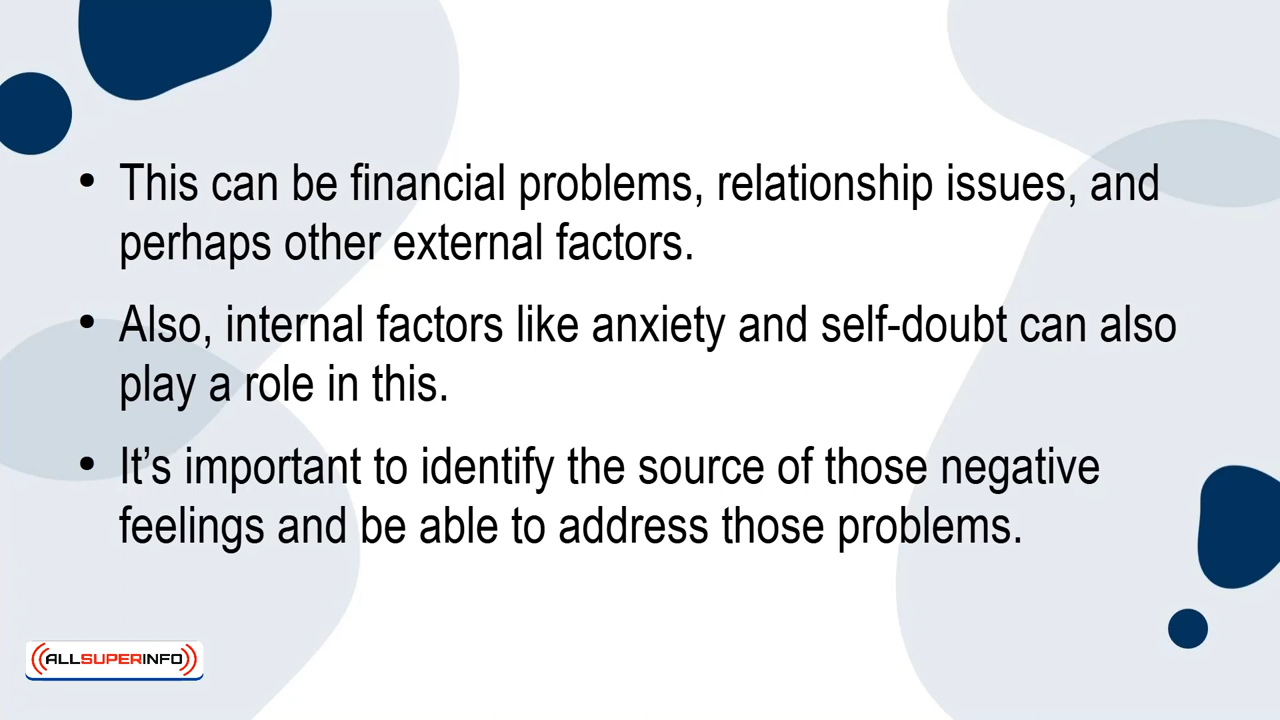 • This can be financial problems, relationship issues, and
perhaps other external factors.
• Also, internal factors like anxiety and self-doubt can also
play a role in this.
• It’s important to identify the source of those negative
feelings and be able to address those problems.
ALLSUPERINFO